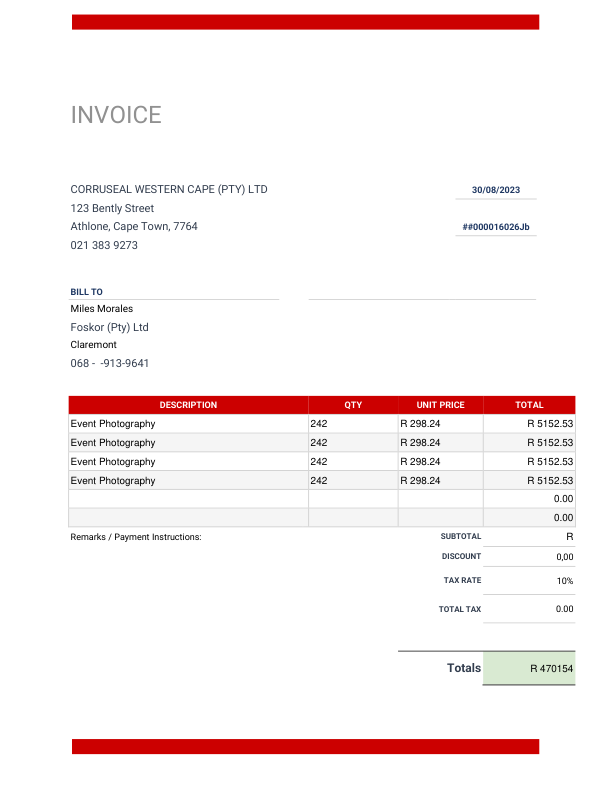 INVOICE
CORRUSEAL WESTERN CAPE (PTY) LTD
30/08/2023
123 Bently Street
Athlone, Cape Town, 7764
##000016026Jb
021 383 9273
BILL TO
Miles Morales
Foskor (Pty) Ltd
Claremont
068 -  -913-9641
DESCRIPTION QTY UNIT PRICE TOTAL
Event Photography 242 R 298.24 R 5152.53
Event Photography 242 R 298.24 R 5152.53
Event Photography 242 R 298.24 R 5152.53
Event Photography 242 R 298.24 R 5152.53
0.00
0.00
Remarks / Payment Instructions: SUBTOTAL R
DISCOUNT 0,00
TAX RATE 10%
TOTAL TAX 0.00
Totals R 470154